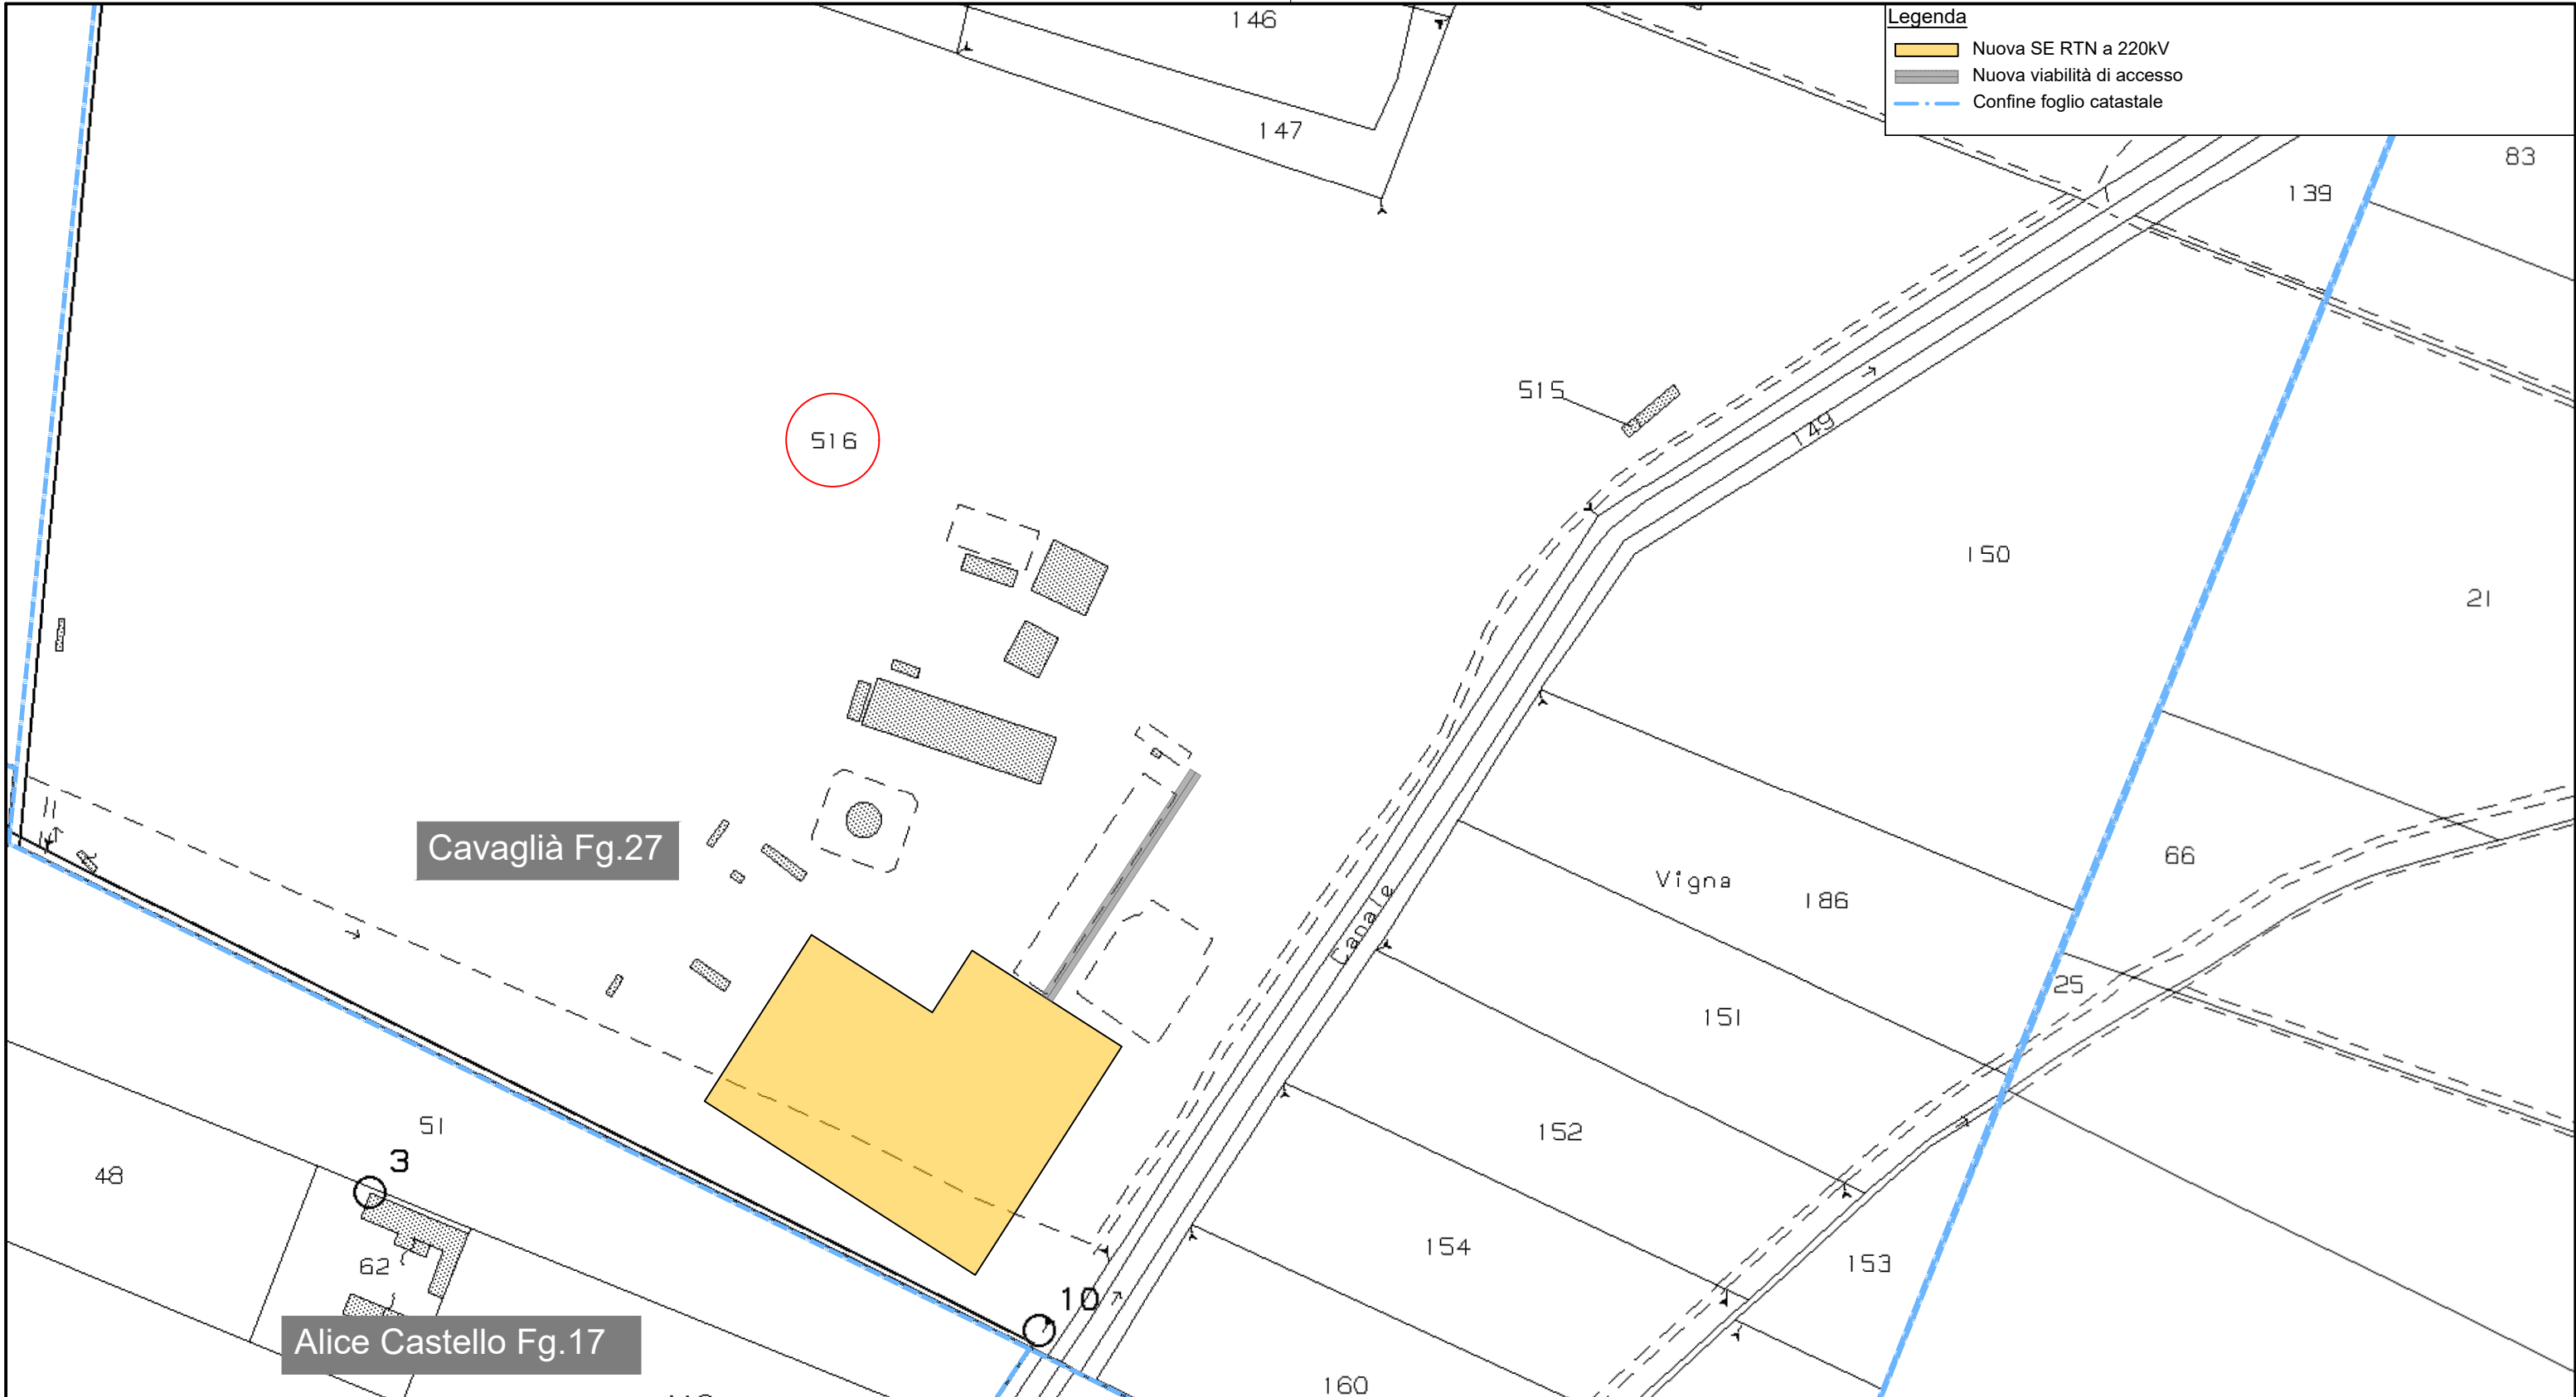 Legenda
Nuova SE RTN a 220kV
Nuova viabilità di accesso
Confine foglio catastale
146
147
83
139
515
149
516
150
21
Cavaglià Fg.27
66
Vigna
186
Canale
25
151
51
152
3
48
154
153
62
10
Alice Castello Fg.17
160